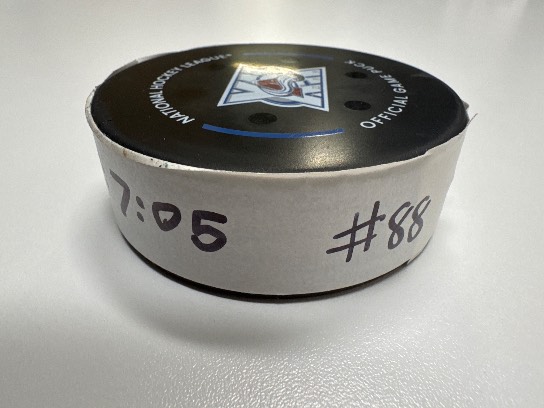 NATIONAL HOCKEY LEAGUE
OFFICIAL GAME PUCK
7:05 #88